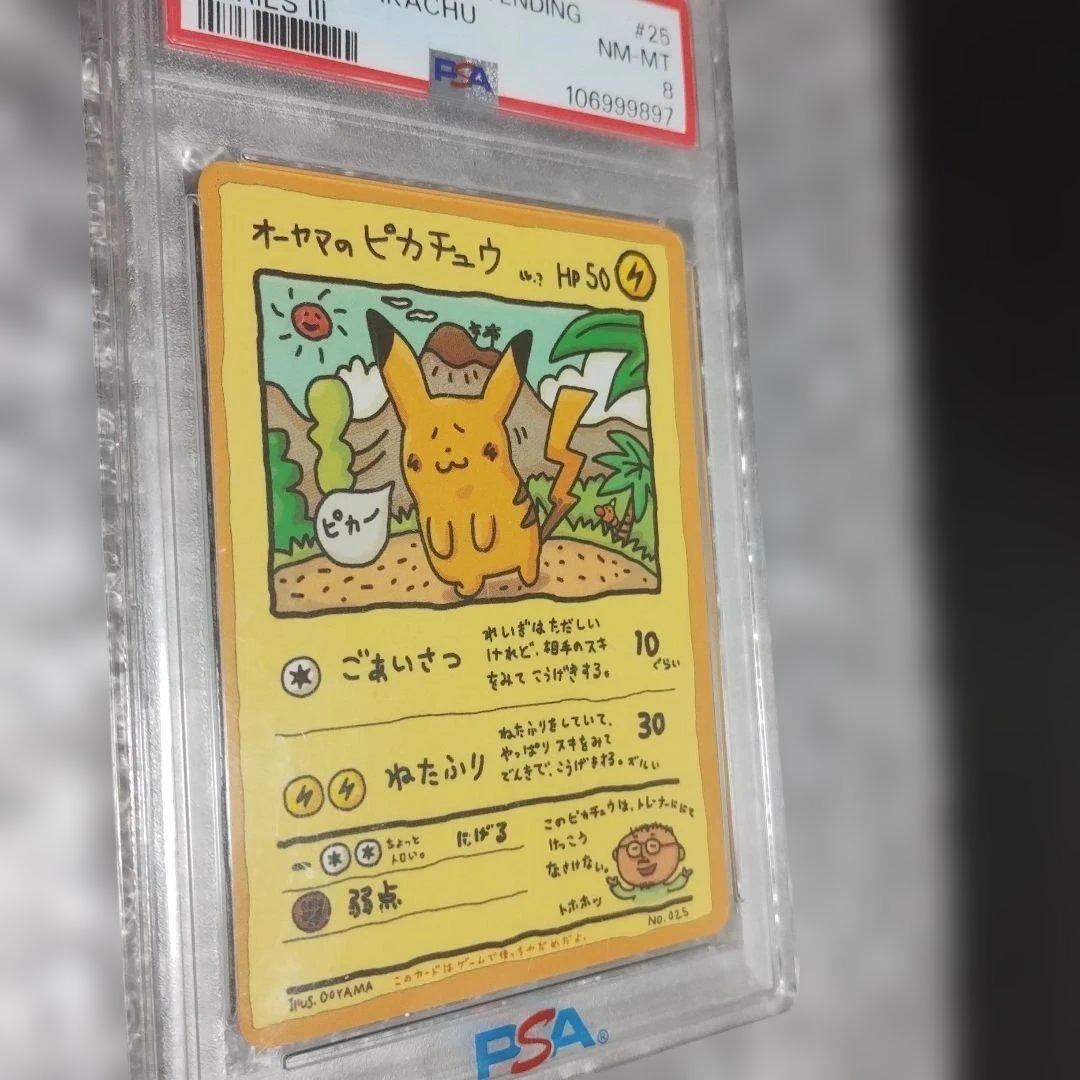 ENDING
#25
NM-MT
8
106999897
PSA
オーヤマの ピカチュウ
Lv.? HP 50
ピカー
ごあいさつ
れいぎはただしい
けれど、相手のスキ
をみて こうげきする。
10
ぐらい
ねたふり
ねたふりをしていて、
やっぱり スキをみて
でんきで、こうげきする。ズルい
30
ちょっと
トロい。
にげる
弱点
このピカチュウは、トレーナーににて
けっこう
なさけない。
トホホッ
NO.025
このカードはゲームで使っちゃだめだよ。
Illus. OOYAMA
PSA®